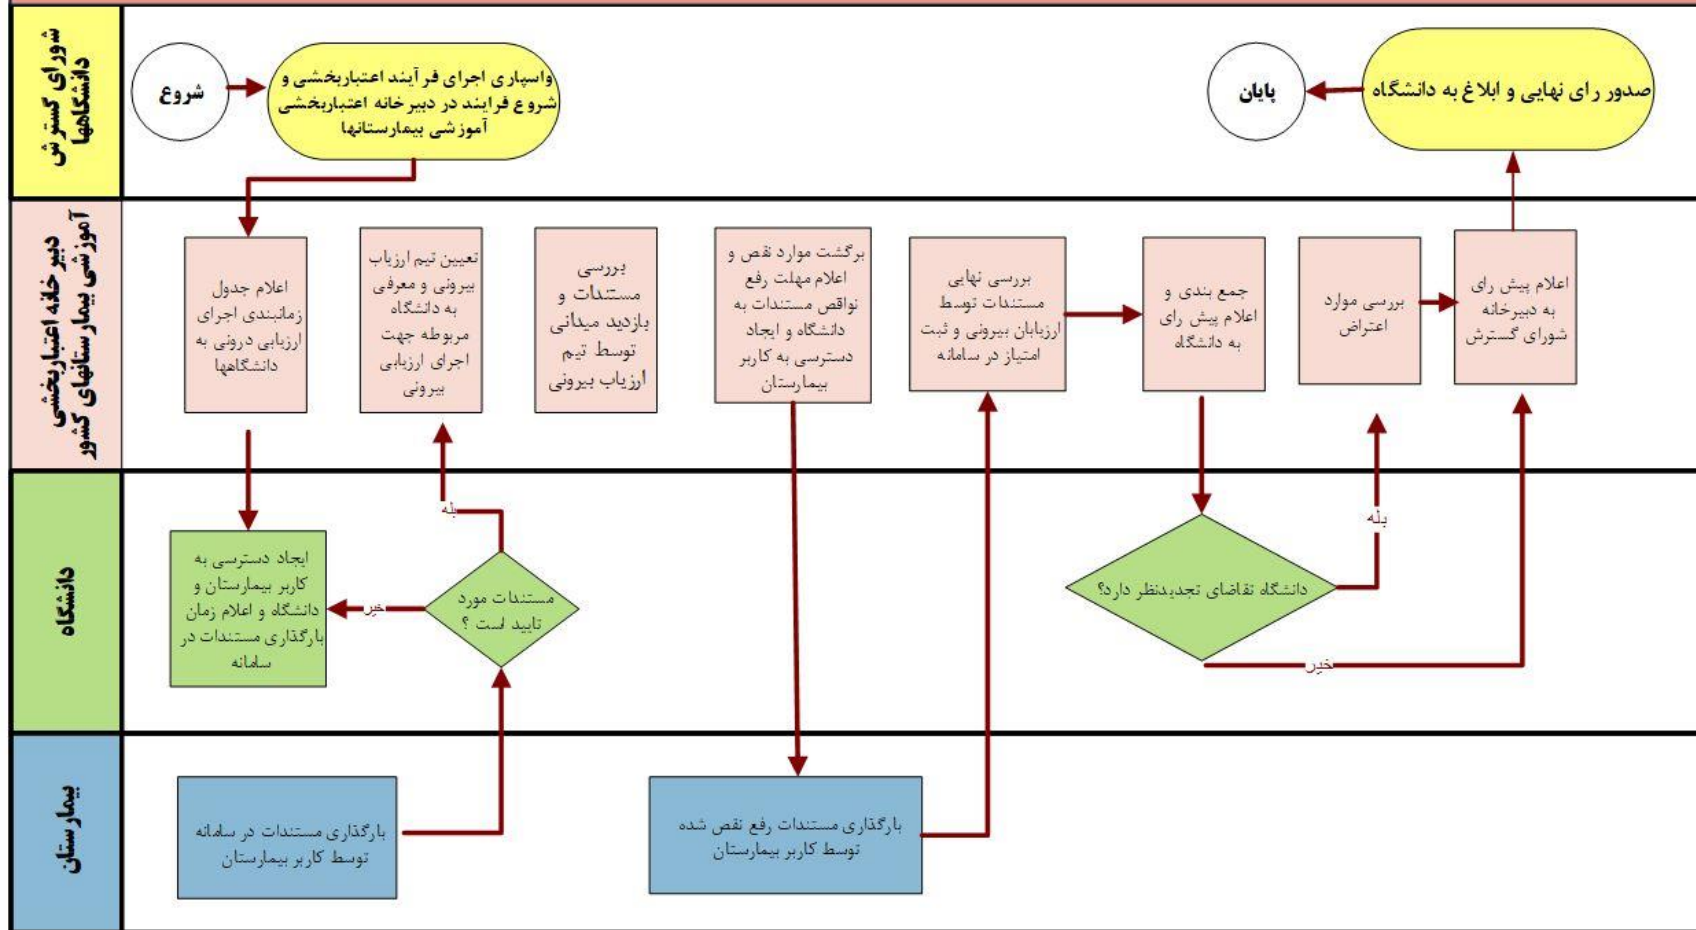 شورای گسترش
دانشگاهها
شروع
واسپاری اجرای فرآیند اعتباربخشی و
شروع فرایند در دبیرخانه اعتباربخشی
آموزشی بیمارستانها
پایان
صدور رای نهایی و ابلاغ به دانشگاه
دبیرخانه اعتباربخشی
آموزشی بیمارستانهای کشور
اعلام جدول
زمانبندی اجرای
ارزیابی درونی به
دانشگاهها
تعیین تیم ارزیاب
بیرونی و معرفی
به دانشگاه
مربوطه جهت
اجرای ارزیابی
بیرونی
بررسی
مستندات و
بازدید میدانی
توسط تیم
ارزیاب بیرونی
برگشت موارد نقص و
اعلام مهلت رفع
نواقص مستندات به
دانشگاه و ایجاد
دسترسی به کاربر
بیمارستان
بررسی نهایی
مستندات توسط
ارزیابان بیرونی و ثبت
امتیاز در سامانه
جمع بندی و
اعلام پیش رای
به دانشگاه
بررسی موارد
اعتراض
اعلام پیش رای
به دبیرخانه
شورای گسترش
دانشگاه
ایجاد دسترسی به
کاربر بیمارستان و
دانشگاه و اعلام زمان
بارگذاری مستندات در
سامانه
خیر
مستندات مورد
تایید است ؟
بله
دانشگاه تقاضای تجدیدنظر دارد؟
بله
خیر
بیمارستان
بارگذاری مستندات در سامانه
توسط کاربر بیمارستان
بارگذاری مستندات رفع نقص شده
توسط کاربر بیمارستان